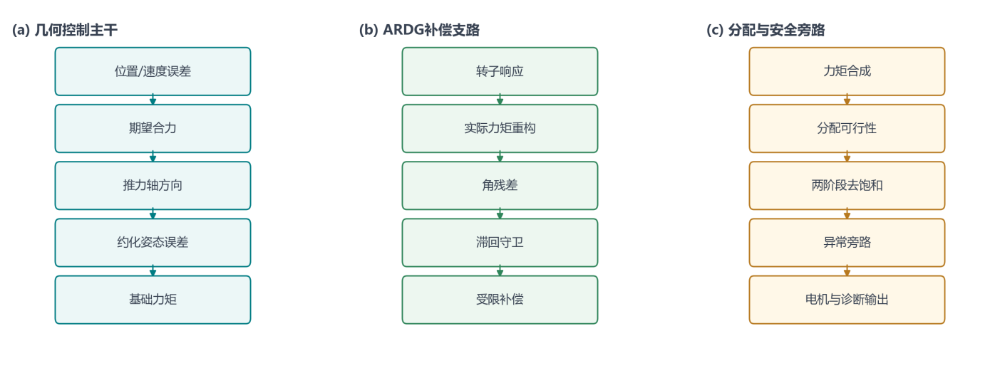 (a) 几何控制主干
位置/速度误差
期望合力
推力轴方向
约化姿态误差
基础力矩
(b) ARDG补偿支路
转子响应
实际力矩重构
角残差
滞回守卫
受限补偿
(c) 分配与安全旁路
力矩合成
分配可行性
两阶段去饱和
异常旁路
电机与诊断输出